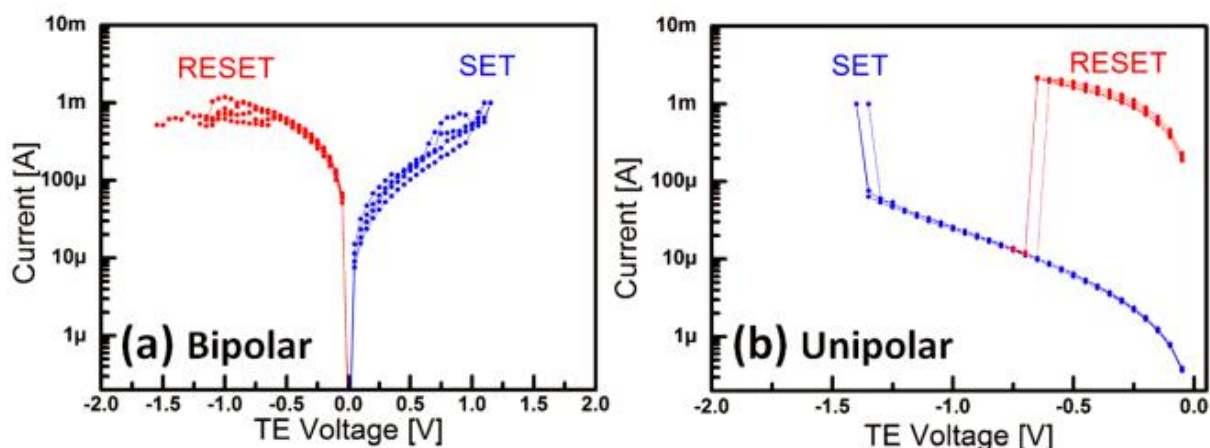 10m
RESET
SET
1m
100μ
10μ
1μ
Current [A]
(a) Bipolar
-2.0 -1.5 -1.0 -0.5 0.0 0.5 1.0 1.5 2.0
TE Voltage [V]
10m
SET
RESET
1m
100μ
10μ
1μ
Current [A]
(b) Unipolar
-2.0 -1.5 -1.0 -0.5 0.0
TE Voltage [V]